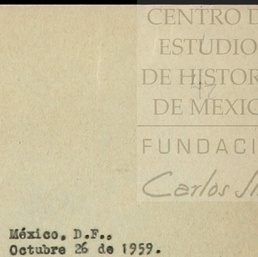 CENTRO D
ESTUDIO
DE HISTOR
DE MEXIC
FUNDACI
Carlos
México, D.F.,
Octubre 26 de 1959.